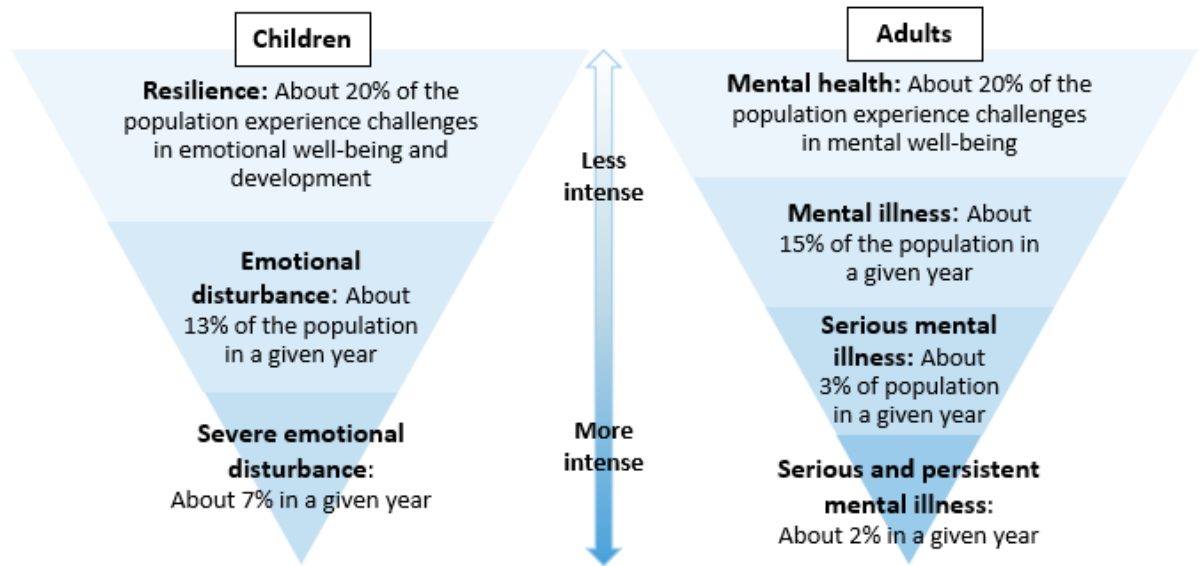 Children
Resilience: About 20% of the
population experience challenges
in emotional well-being and
development
Emotional
disturbance: About
13% of the population
in a given year
Severe emotional
disturbance:
About 7% in a given year
Less
intense
More
intense
Adults
Mental health: About 20% of the
population experience challenges
in mental well-being
Mental illness: About
15% of the population in
a given year
Serious mental
illness: About
3% of population
in a given year
Serious and persistent
mental illness:
About 2% in a given year